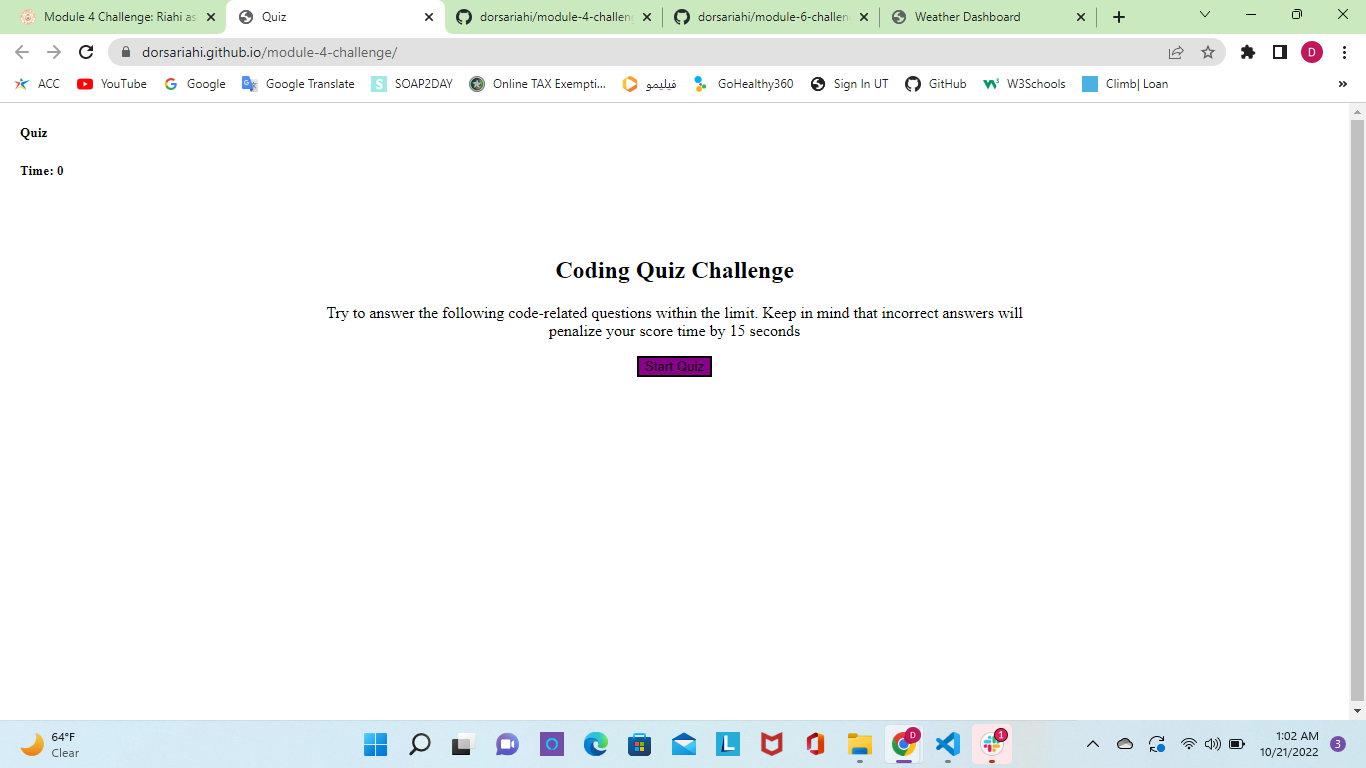 Module 4 Challenge: Riahi as
Quiz
dorsariahi/module-4-challen
dorsariahi/module-6-challen
Weather Dashboard
dorsariahi.github.io/module-4-challenge/
D
ACC
YouTube
Google
Google Translate
SOAP2DAY
Online TAX Exempti...
فیلیمو
GoHealthy360
Sign In UT
GitHub
W3Schools
Climb| Loan
»
Quiz
Time: 0
Coding Quiz Challenge
Try to answer the following code-related questions within the limit. Keep in mind that incorrect answers will
penalize your score time by 15 seconds
Start Quiz
64°F
Clear
D
1
1:02 AM
10/21/2022
3